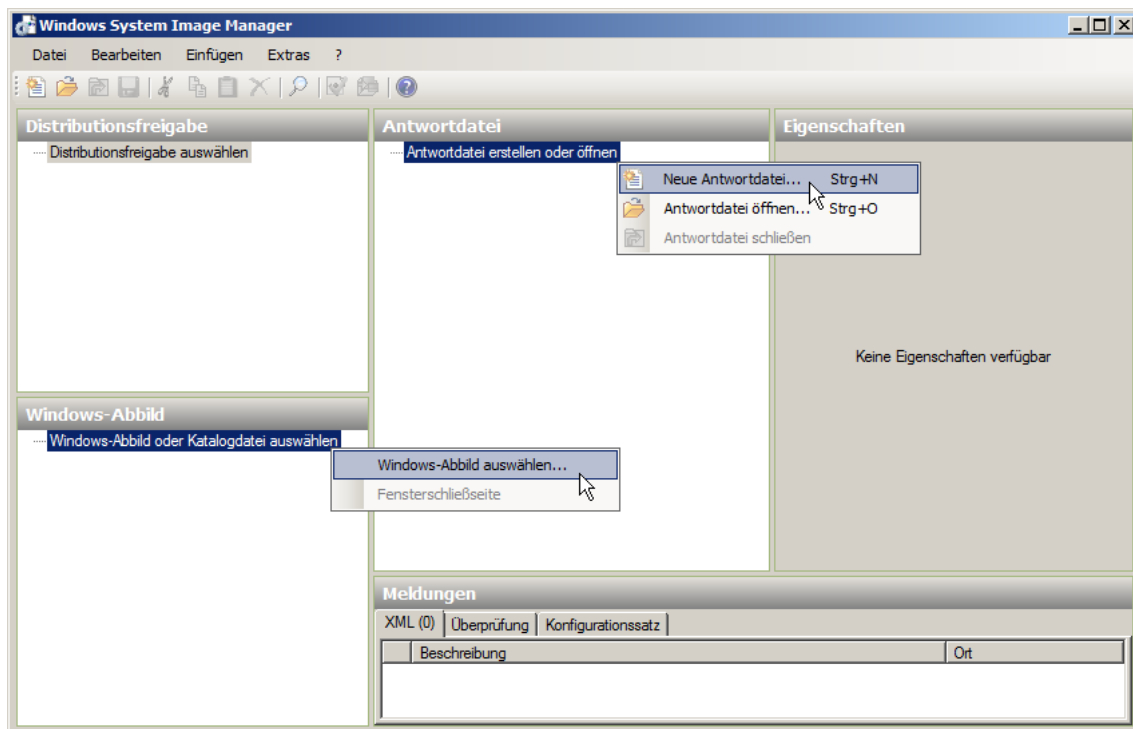 Windows System Image Manager
Datei Bearbeiten Einfügen Extras ?
Distributionsfreigabe
Distributionsfreigabe auswählen
Antwortdatei
Antwortdatei erstellen oder öffnen
Neue Antwortdatei... Strg+N
Antwortdatei öffnen... Strg+O
Antwortdatei schließen
Eigenschaften
Keine Eigenschaften verfügbar
Windows-Abbild
Windows-Abbild oder Katalogdatei auswählen
Windows-Abbild auswählen...
Fensterschließseite
Meldungen
XML (0) Überprüfung Konfigurationssatz
Beschreibung Ort